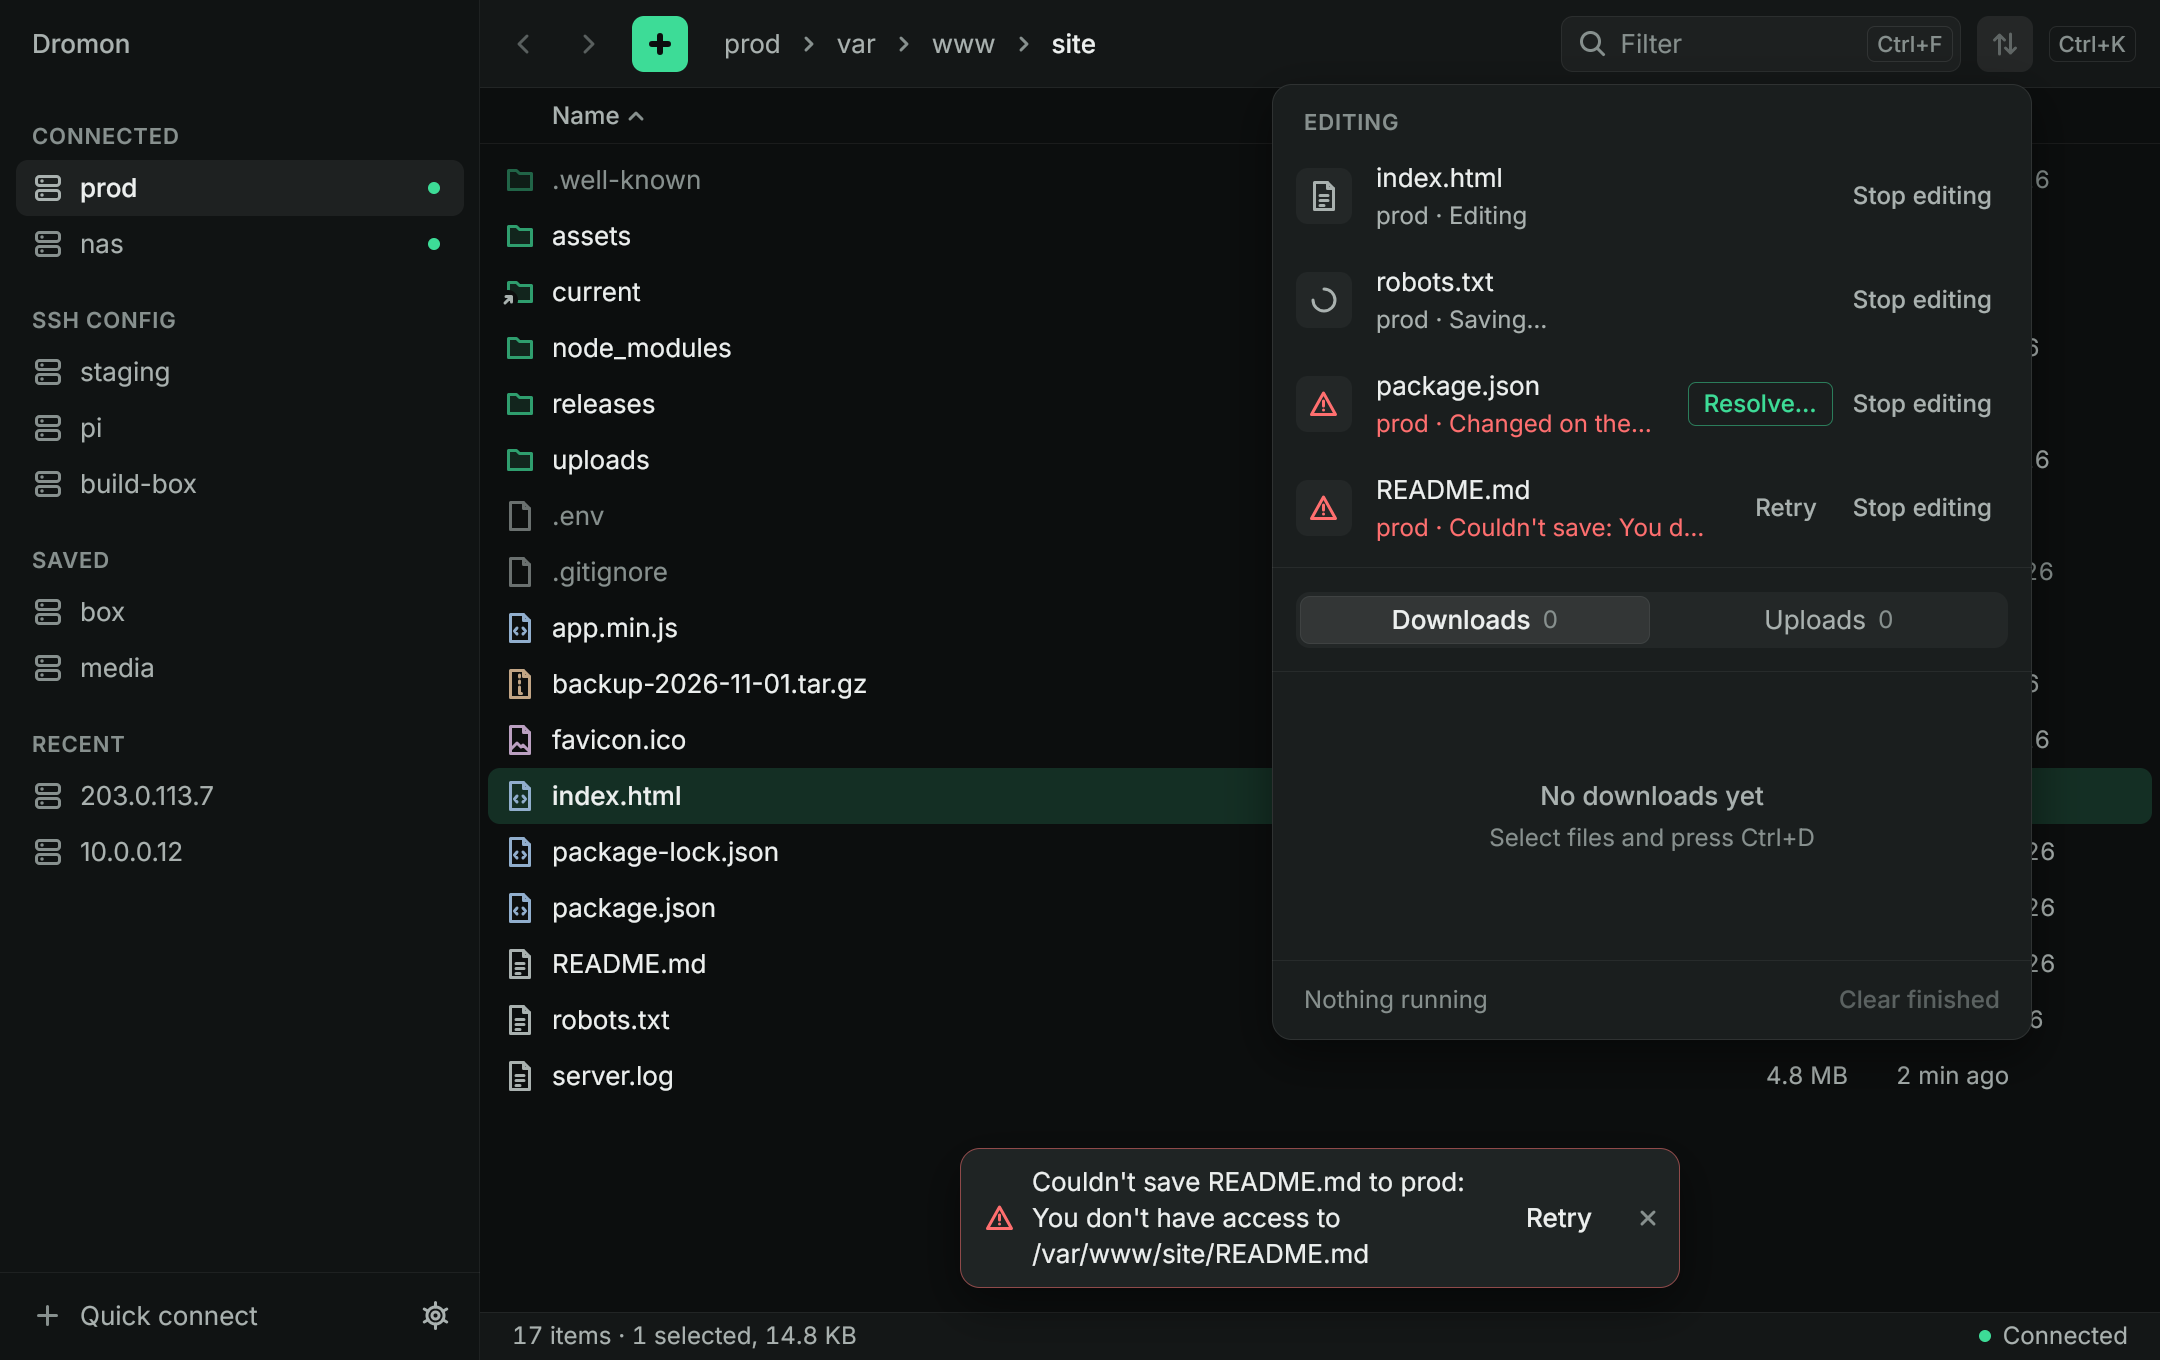 Dromon
CONNECTED
prod
nas
SSH CONFIG
staging
pi
build-box
SAVED
box
media
RECENT
203.0.113.7
10.0.0.12
Quick connect
prod > var > www > site
Filter Ctrl+F
Ctrl+K
Name
.well-known
assets
current
node_modules
releases
uploads
.env
.gitignore
app.min.js
backup-2026-11-01.tar.gz
favicon.ico
index.html
package-lock.json
package.json
README.md
robots.txt
server.log 4.8 MB 2 min ago
EDITING
index.html
prod · Editing
Stop editing
robots.txt
prod · Saving...
Stop editing
package.json
prod · Changed on the...
Resolve... Stop editing
README.md
prod · Couldn't save: You d...
Retry Stop editing
Downloads 0 Uploads 0
No downloads yet
Select files and press Ctrl+D
Nothing running Clear finished
Couldn't save README.md to prod:
You don't have access to
/var/www/site/README.md
Retry
17 items · 1 selected, 14.8 KB
Connected